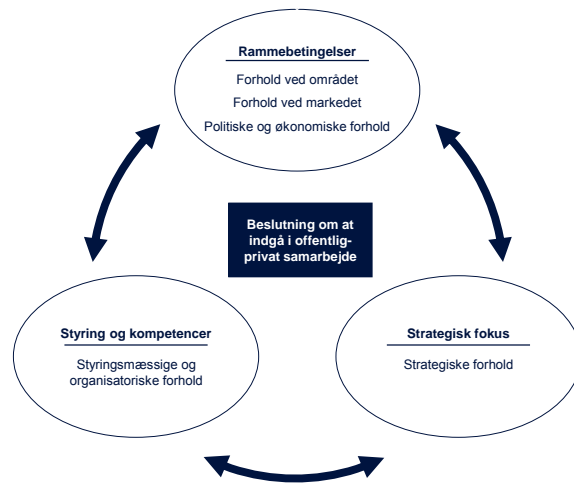 Rammebetingelser
Forhold ved området
Forhold ved markedet
Politiske og økonomiske forhold
Beslutning om at
indgå i offentlig-
privat samarbejde
Styring og kompetencer
Styringsmæssige og
organisatoriske forhold
Strategisk fokus
Strategiske forhold